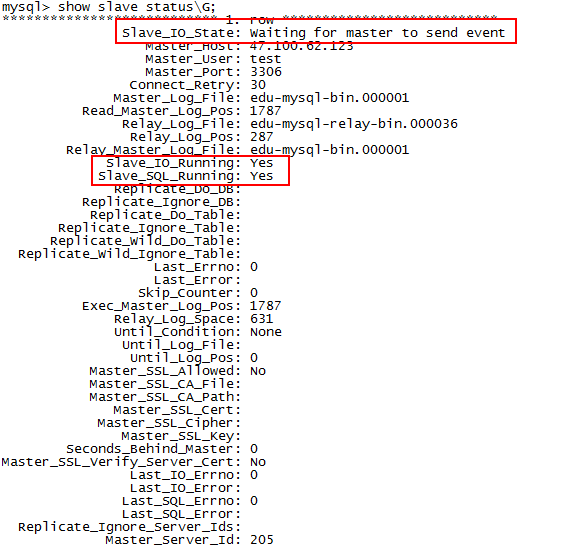 mysql> show slave status\G;
*************************** 1. row ***************************
Slave_IO_State: Waiting for master to send event
Master_Host: 47.100.62.123
Master_User: test
Master_Port: 3306
Connect_Retry: 30
Master_Log_File: edu-mysql-bin.000001
Read_Master_Log_Pos: 1787
Relay_Log_File: edu-mysql-relay-bin.000036
Relay_Log_Pos: 287
Relay_Master_Log_File: edu-mysql-bin.000001
Slave_IO_Running: Yes
Slave_SQL_Running: Yes
Replicate_Do_DB:
Replicate_Ignore_DB:
Replicate_Do_Table:
Replicate_Ignore_Table:
Replicate_Wild_Do_Table:
Replicate_Wild_Ignore_Table:
Last_Errno: 0
Last_Error:
Skip_Counter: 0
Exec_Master_Log_Pos: 1787
Relay_Log_Space: 631
Until_Condition: None
Until_Log_File:
Until_Log_Pos: 0
Master_SSL_Allowed: No
Master_SSL_CA_File:
Master_SSL_CA_Path:
Master_SSL_Cert:
Master_SSL_Cipher:
Master_SSL_Key:
Seconds_Behind_Master: 0
Master_SSL_Verify_Server_Cert: No
Last_IO_Errno: 0
Last_IO_Error:
Last_SQL_Errno: 0
Last_SQL_Error:
Replicate_Ignore_Server_Ids:
Master_Server_Id: 205